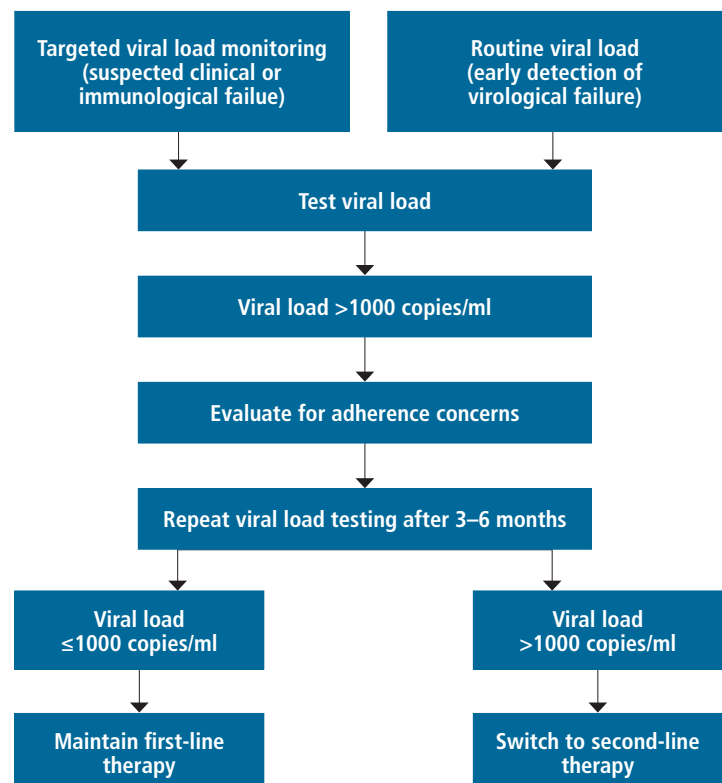 Targeted viral load monitoring
(suspected clinical or
immunological failue)
Routine viral load
(early detection of
virological failure)
Test viral load
Viral load >1000 copies/ml
Evaluate for adherence concerns
Repeat viral load testing after 3–6 months
Viral load
≤1000 copies/ml
Viral load
>1000 copies/ml
Maintain first-line
therapy
Switch to second-line
therapy